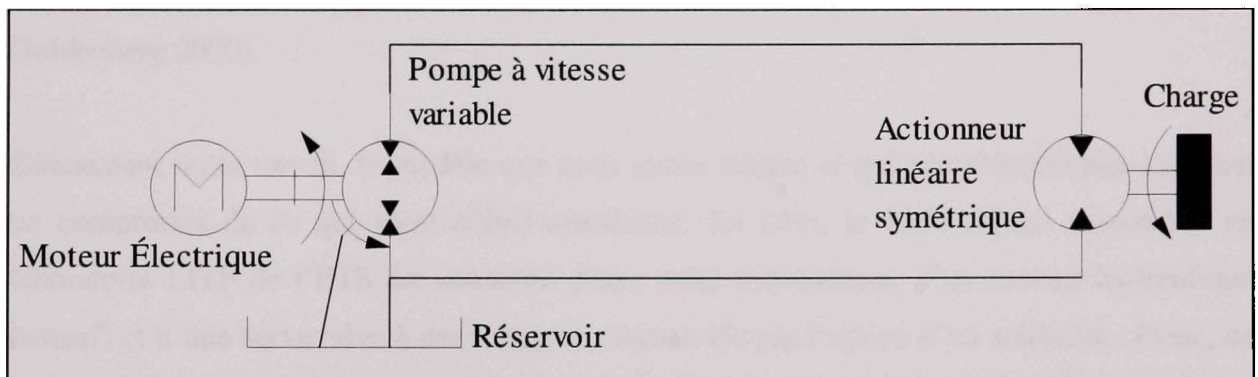 Pompe à vitesse
variable
Charge
Actionneur
linéaire
symétrique
M
Moteur Électrique
Réservoir